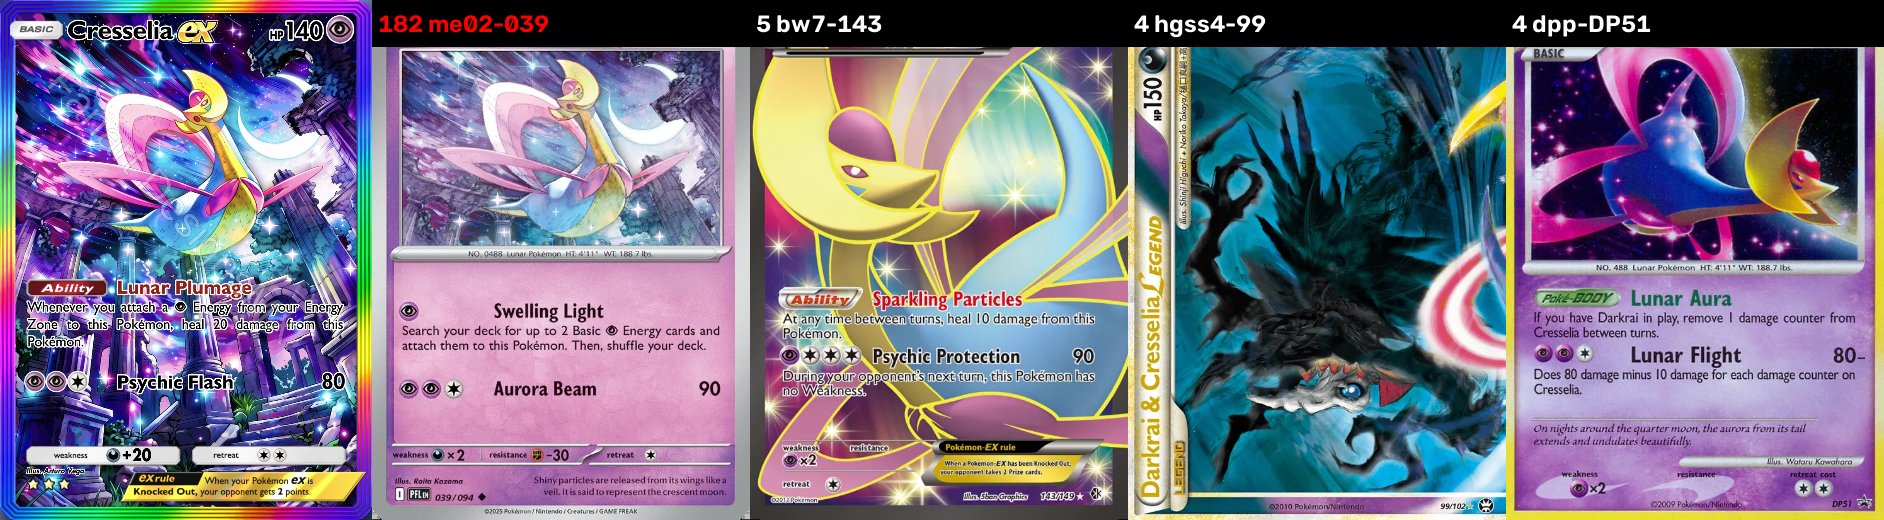 BASIC Cresselia ex HP 140
Ability Lunar Plumage
Whenever you attach a Energy from your Energy
Zone to this Pokémon, heal 20 damage from this
Pokémon.
Psychic Flash 80
weakness +20 retreat
Illus. Arturo Vega
ex rule When your Pokémon ex is
Knocked Out, your opponent gets 2 points.
182 me02-039
NO. 0488 Lunar Pokémon HT: 4'11" WT: 188.7 lbs.
Swelling Light
Search your deck for up to 2 Basic Energy cards and
attach them to this Pokémon. Then, shuffle your deck.
Aurora Beam 90
weakness ×2 resistance -30 retreat
Illus. Raita Kazama
Shiny particles are released from its wings like a
veil. It is said to represent the crescent moon.
I PFL EN 039/094
©2025 Pokémon / Nintendo / Creatures / GAME FREAK
5 bw7-143
Ability Sparkling Particles
At any time between turns, heal 10 damage from this
Pokémon.
Psychic Protection 90
During your opponent's next turn, this Pokémon has
no Weakness.
weakness resistance
×2
retreat
Pokémon-EX rule
When a Pokémon-EX has been Knocked Out,
your opponent takes 2 Prize cards.
©2012 Pokémon Illus. 5ban Graphics 143/149
4 hgss4-99
HP150
Illus. Shinji Higuchi + Noriko Takaya/
Darkrai & Cresselia LEGEND
LEGEND
©2010 Pokémon/Nintendo 99/102
4 dpp-DP51
BASIC
NO. 488 Lunar Pokémon HT: 4'11" WT: 188.7 lbs.
Poké-BODY Lunar Aura
If you have Darkrai in play, remove 1 damage counter from
Cresselia between turns.
Lunar Flight 80-
Does 80 damage minus 10 damage for each damage counter on
Cresselia.
On nights around the quarter moon, the aurora from its tail
extends and undulates beautifully.
Illus. Wataru Kawahara
weakness resistance retreat cost
×2
©2009 Pokémon/Nintendo DP51